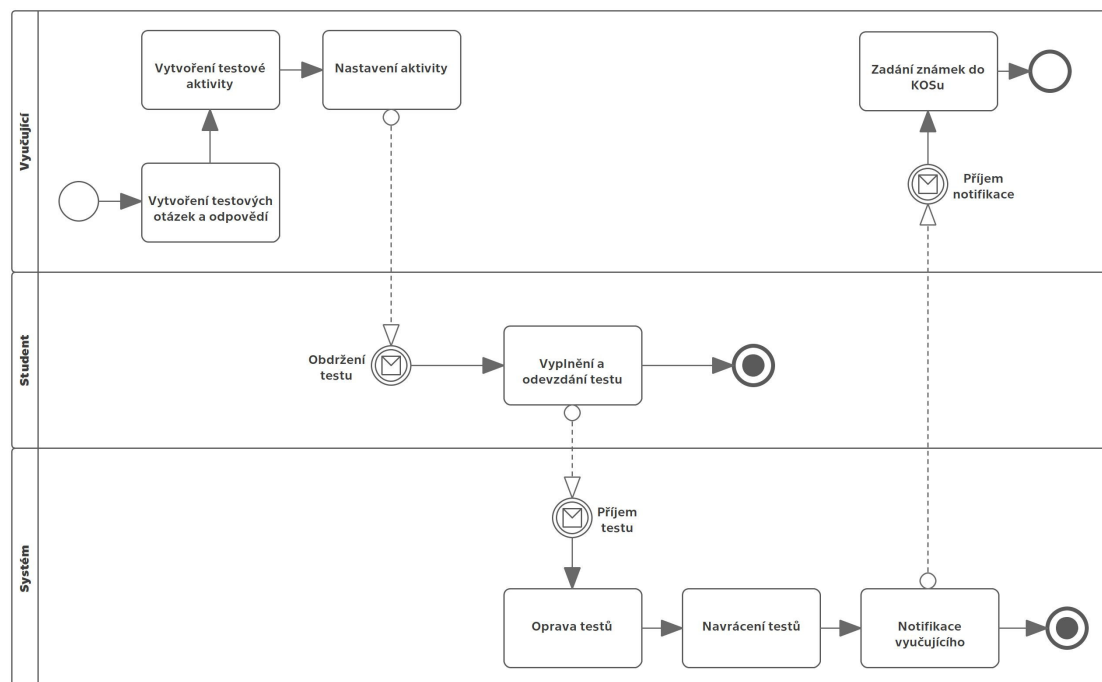 Vyučující
Vytvoření testové
aktivity
Nastavení aktivity
Vytvoření testových
otázek a odpovědí
Zadání známek do
KOSu
Příjem
notifikace
Student
Obdržení
testu
Vyplnění a
odevzdání testu
Systém
Příjem
testu
Oprava testů
Navrácení testů
Notifikace
vyučujícího